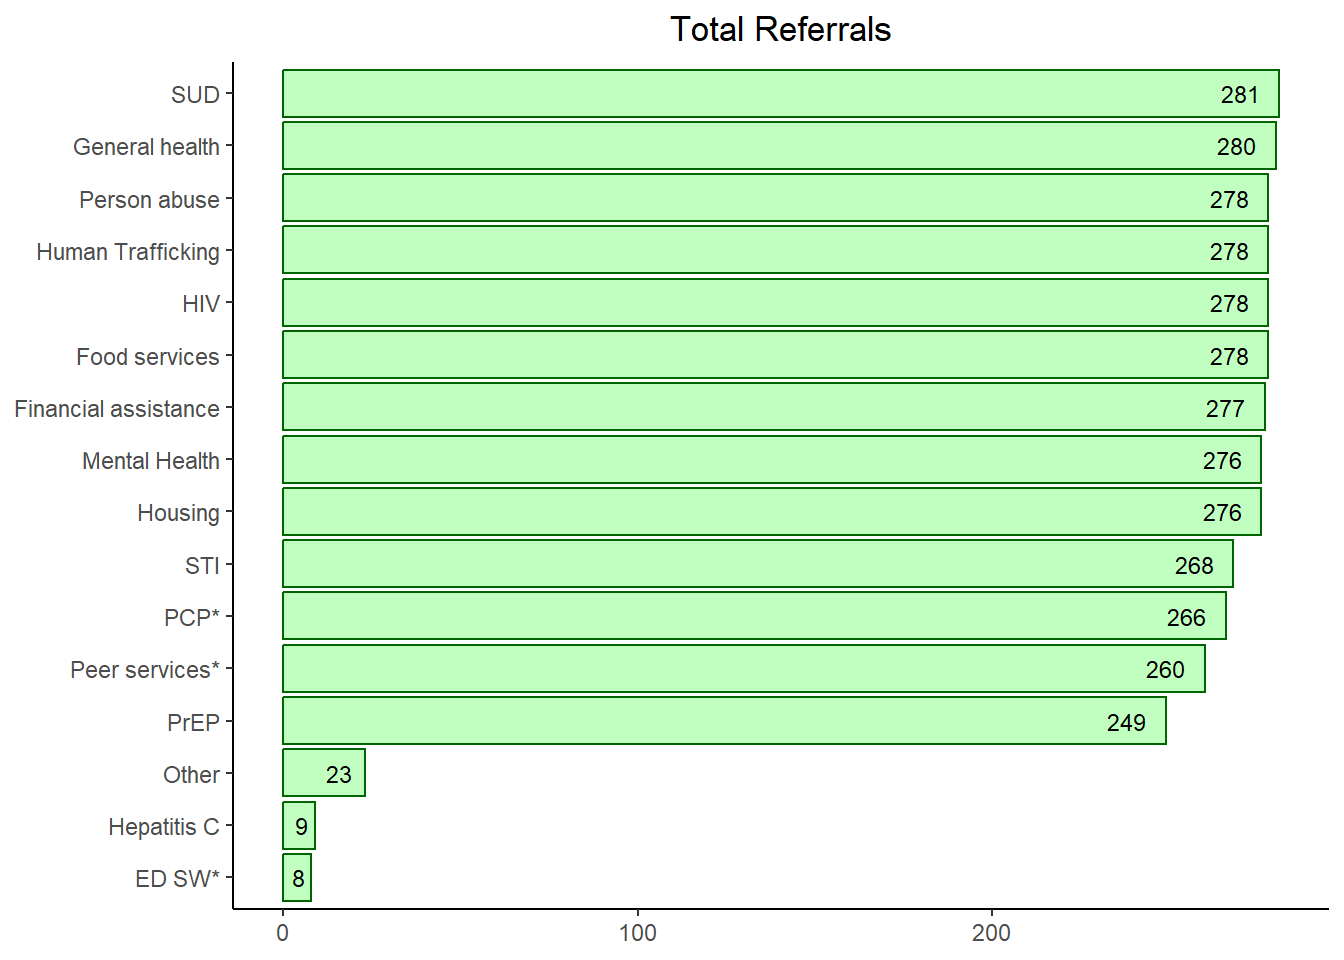 Total Referrals
SUD 281
General health 280
Person abuse 278
Human Trafficking 278
HIV 278
Food services 278
Financial assistance 277
Mental Health 276
Housing 276
STI 268
PCP* 266
Peer services* 260
PrEP 249
Other 23
Hepatitis C 9
ED SW* 8
0 100 200